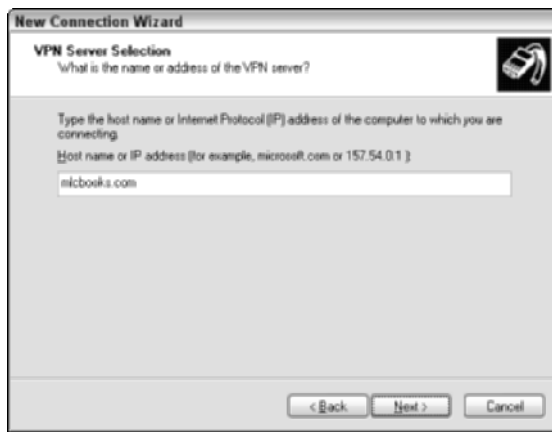 New Connection Wizard
VPN Server Selection
What is the name or address of the VPN server?
Type the host name or Internet Protocol (IP) address of the computer to which you are
connecting.
Host name or IP address (for example, microsoft.com or 157.54.0.1 ):
mlcbooks.com
< Back
Next >
Cancel